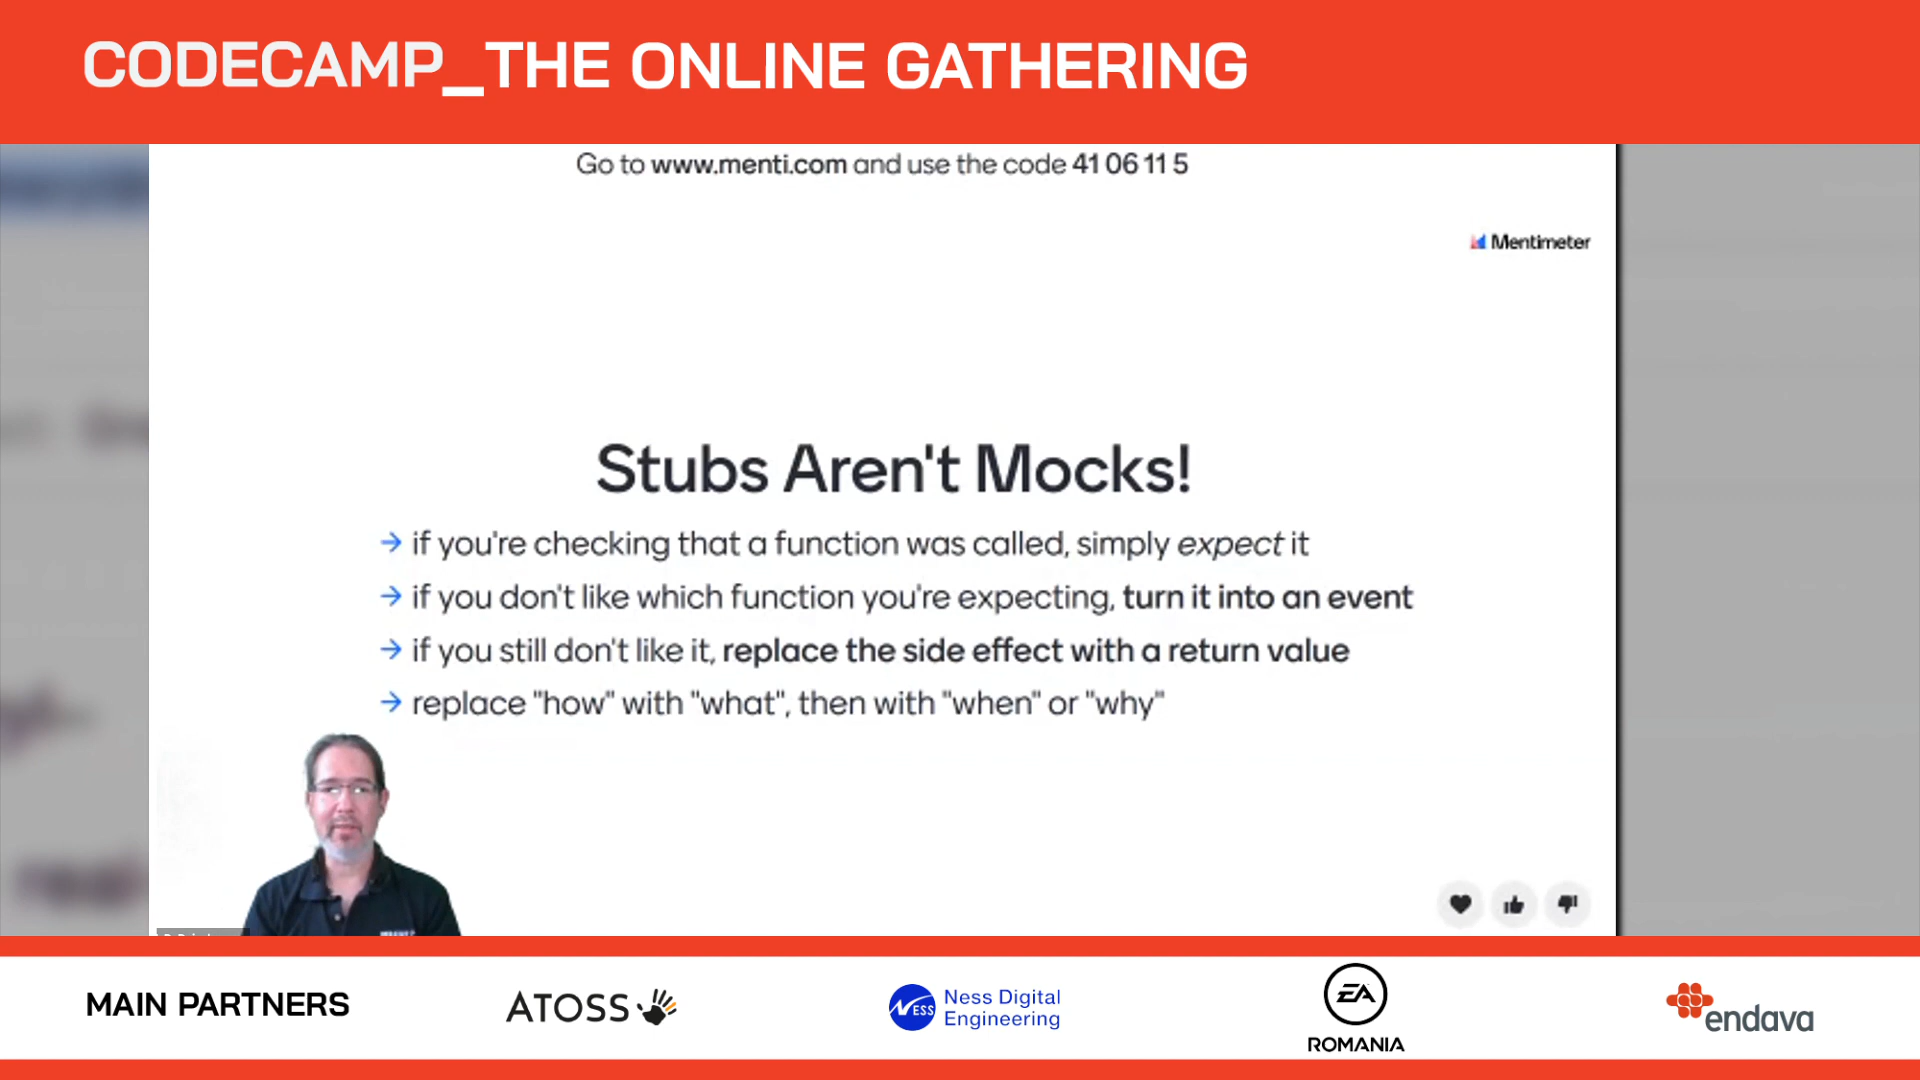 CODECAMP_THE ONLINE GATHERING
Go to www.menti.com and use the code 41 06 11 5
Mentimeter
Stubs Aren't Mocks!
→ if you're checking that a function was called, simply expect it
→ if you don't like which function you're expecting, turn it into an event
→ if you still don't like it, replace the side effect with a return value
→ replace "how" with "what", then with "when" or "why"
MAIN PARTNERS
ATOSS
NESS
Ness Digital
Engineering
EA
ROMANIA
endava